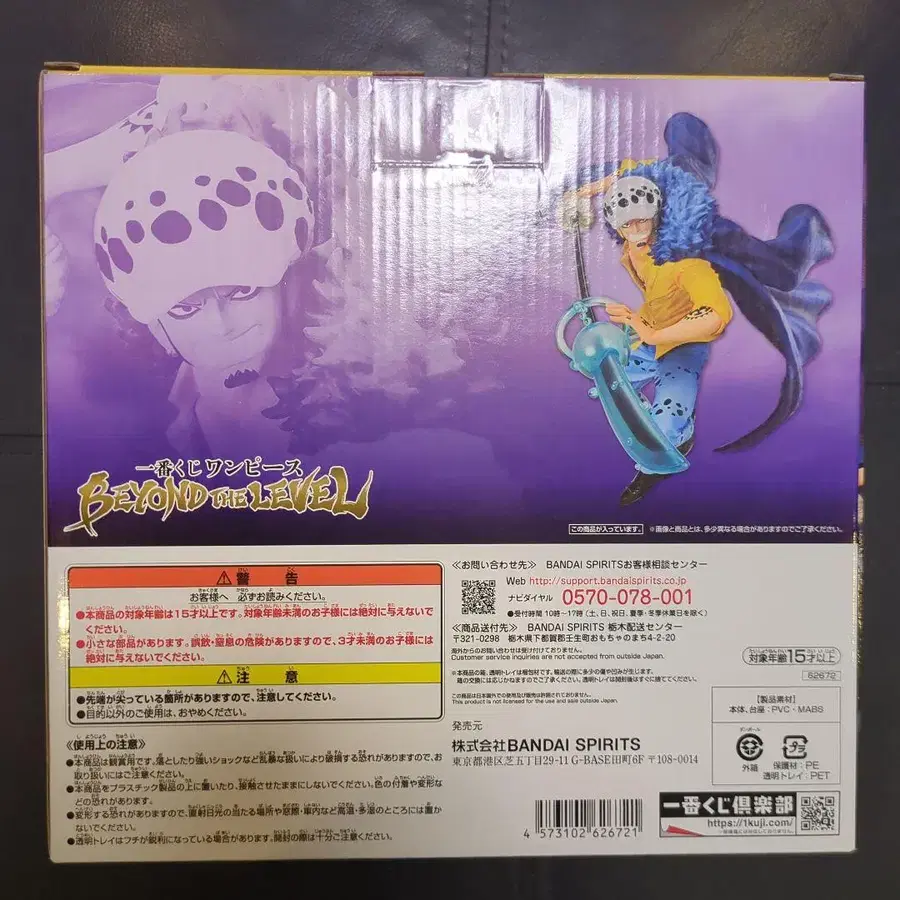 一番くじ ワンピース
BEYOND THE LEVEL
この商品が入っています。 ※画像と商品とは、多少異なる場合がありますのでご了承ください。
⚠警 告
お客様へ 必ずお読みください。
●本商品の対象年齢は15才以上です。対象年齢未満のお子様には絶対に与えないで
ください。
●小さな部品があります。誤飲・窒息の危険がありますので、3才未満のお子様には
絶対に与えないでください。
⚠注 意
●先端が尖っている箇所がありますので、注意してください。
●目的以外のご使用は、おやめください。
《使用上の注意》
●本商品は観賞用です。落としたり強いショックなど乱暴な扱いにより破損する恐れがありますので、お
取り扱いにはご注意ください。
●本商品をプラスチック製品の上に置いたり、接触させたままにしないでください。色の付着や変形など
の恐れがあります。
●変形する恐れがありますので、直射日光の当たる場所や窓際・車内など高温・多湿のところには置か
ないでください。
●透明トレイはフチが鋭利になっている場合があります。開封の際は十分ご注意ください。
≪お問い合わせ先≫ BANDAI SPIRITSお客様相談センター
Web http://support.bandaispirits.co.jp
ナビダイヤル 0570-078-001
●受付時間 10時〜17時（土、日、祝日、夏季・冬季休業日を除く）
≪商品送付先≫ BANDAI SPIRITS 栃木配送センター
〒321-0298 栃木県下都賀郡壬生町おもちゃのまち4-2-20
海外からのお問い合わせは受け付けておりません。
Customer service inquiries are not accepted from outside Japan.
箱、中の箱、透明トレイは梱包材です。
本商品は日本国外での使用及び販売を許諾しておりません。
This product is not licensed for the use and sale outside Japan.
対象年齢15才以上
62672
発売元
株式会社BANDAI SPIRITS
東京都港区芝五丁目29-11 G-BASE田町6F 〒108-0014
【製品素材】
本体、台座：PVC・MABS
ダンボール
外箱
プラ
保護材：PE
透明トレイ：PET
4 573102 626721
一番くじ倶楽部
https://1kuji.com/